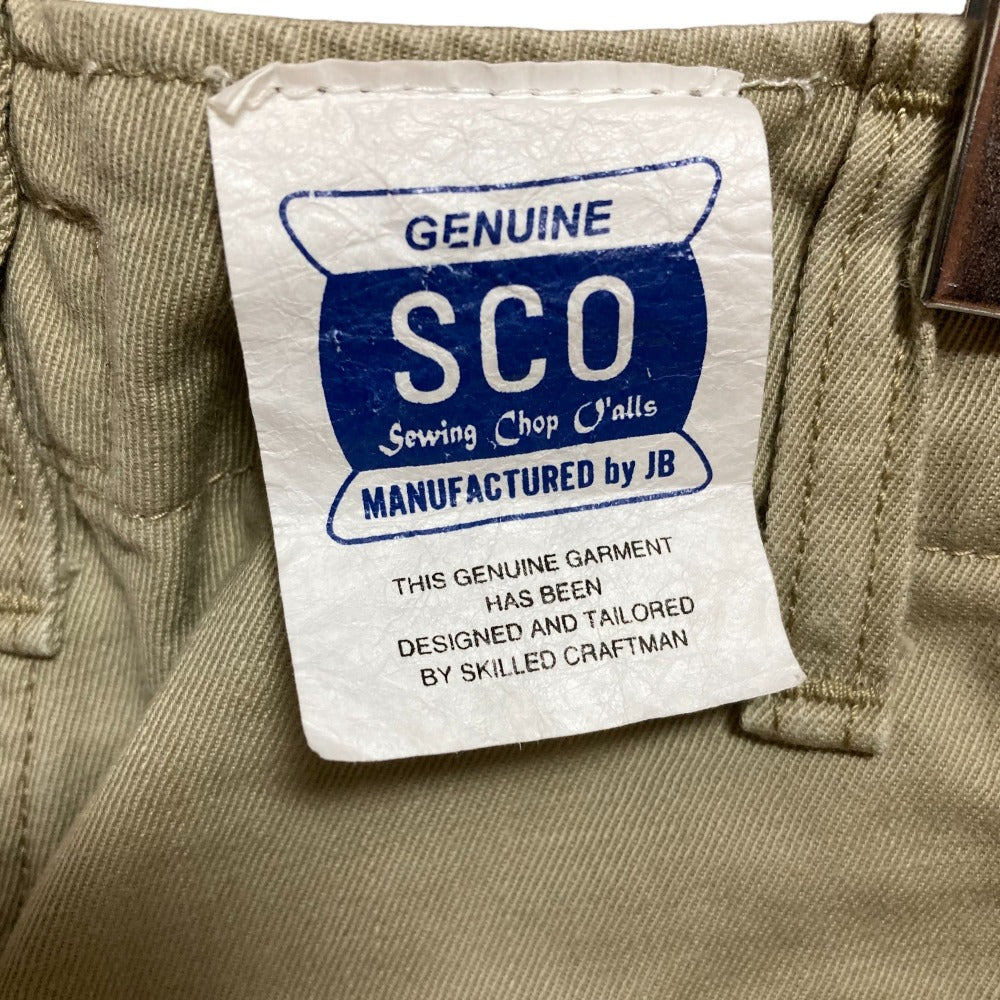 GENUINE
SCO
Sewing Chop O'alls
MANUFACTURED by JB
THIS GENUINE GARMENT
HAS BEEN
DESIGNED AND TAILORED
BY SKILLED CRAFTMAN